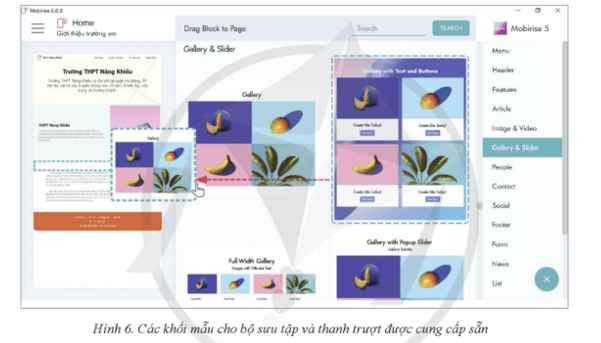 Mobirise 5.6.8
Home
Giới thiệu trường em
Drag Block to Page
Search
SEARCH
Mobirise 5
Trường THPT Năng Khiếu
THPT Năng Khiếu
Gallery
Gallery & Slider
Gallery
Full-Width Gallery
Images with Title and Text
Gallery with Text and Buttons
Create Site Today!
Create Site Today!
Create Site Today!
Create Site Today!
Gallery with Popup Slider
Gallery Subtitle
Menu
Header
Features
Article
Image & Video
Gallery & Slider
People
Contact
Social
Footer
Form
News
List
Hình 6. Các khối mẫu cho bộ sưu tập và thanh trượt được cung cấp sẵn